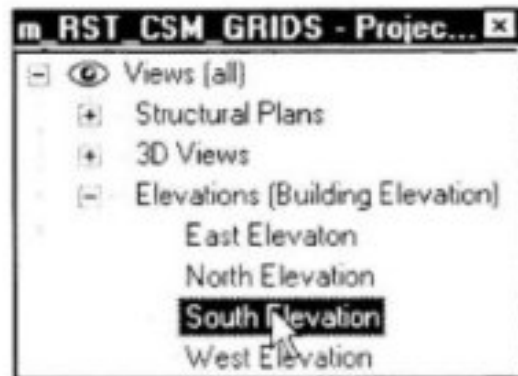 m_RST_CSM_GRIDS - Projec...
Views (all)
Structural Plans
3D Views
Elevations (Building Elevation)
East Elevaton
North Elevation
South Elevation
West Elevation